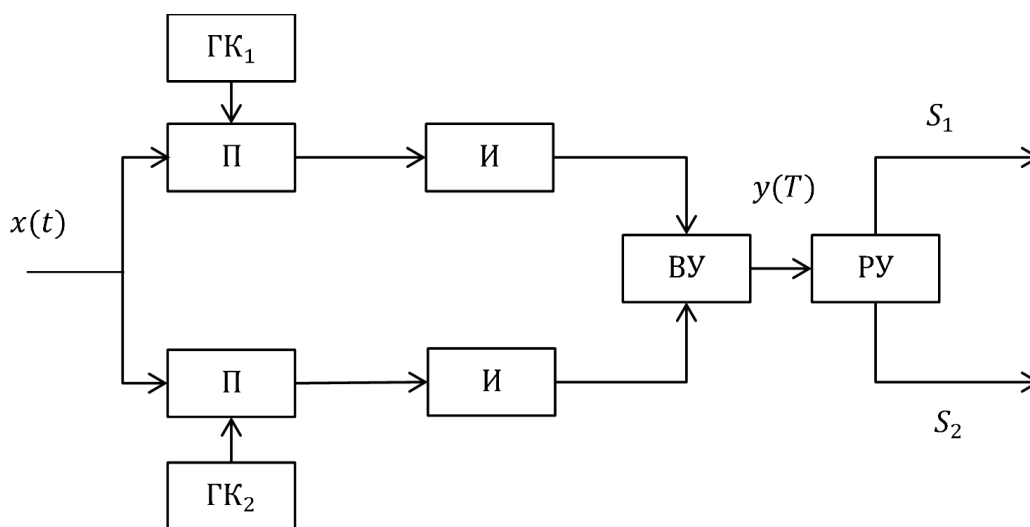 ГК₁
S₁
П
И
y(T)
x(t)
ВУ
РУ
П
И
S₂
ГК₂